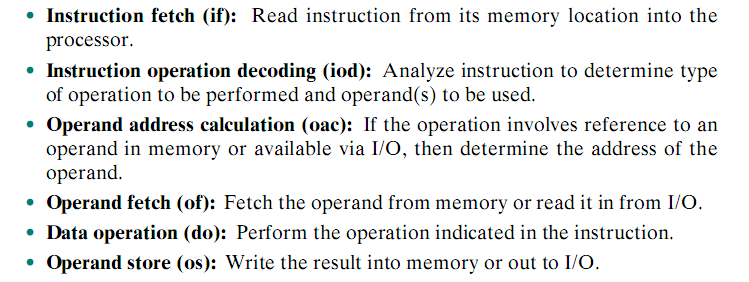 • Instruction fetch (if): Read instruction from its memory location into the
processor.
• Instruction operation decoding (iod): Analyze instruction to determine type
of operation to be performed and operand(s) to be used.
• Operand address calculation (oac): If the operation involves reference to an
operand in memory or available via I/O, then determine the address of the
operand.
• Operand fetch (of): Fetch the operand from memory or read it in from I/O.
• Data operation (do): Perform the operation indicated in the instruction.
• Operand store (os): Write the result into memory or out to I/O.